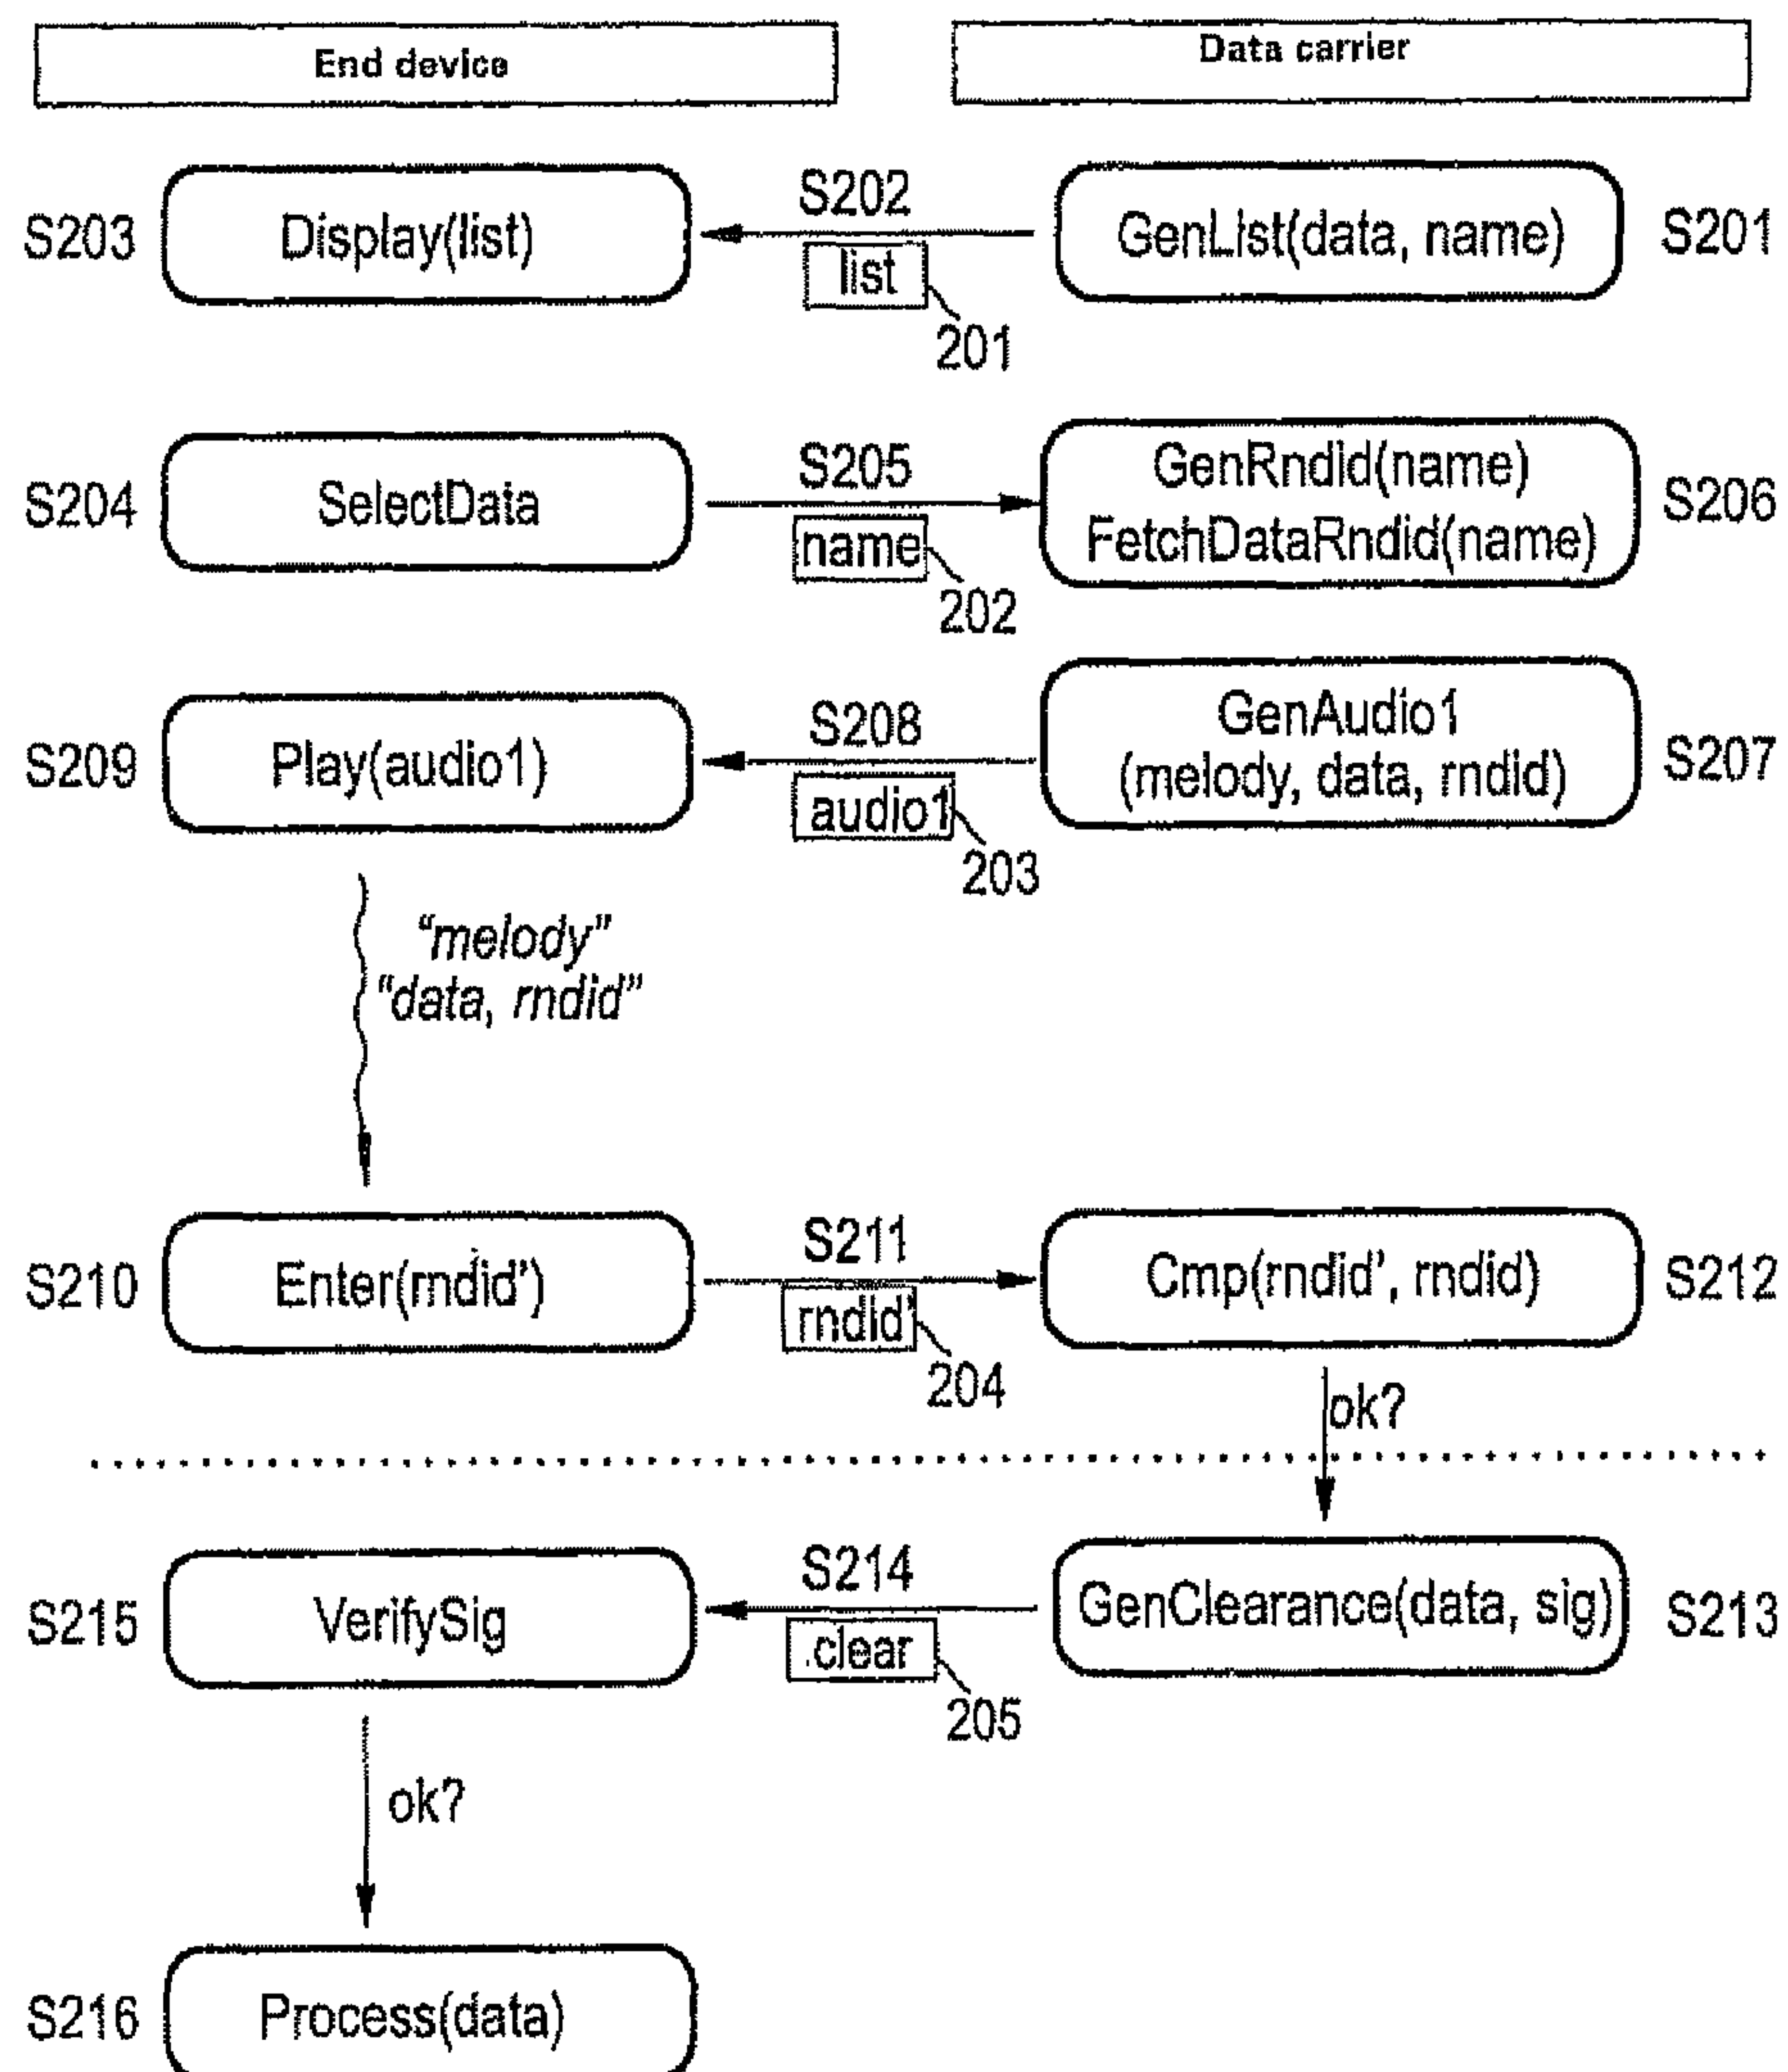 End device
Data carrier
S203
Display(list)
S202
list
201
GenList(data, name)
S201
S204
SelectData
S205
name
202
GenRndid(name)
FetchDataRndid(name)
S206
S209
Play(audio1)
S208
audio1
203
GenAudio1
(melody, data, rndid)
S207
“melody”
“data, rndid”
S210
Enter(rndid’)
S211
rndid’
204
Cmp(rndid’, rndid)
S212
ok?
S215
VerifySig
S214
clear
205
GenClearance(data, sig)
S213
ok?
S216
Process(data)